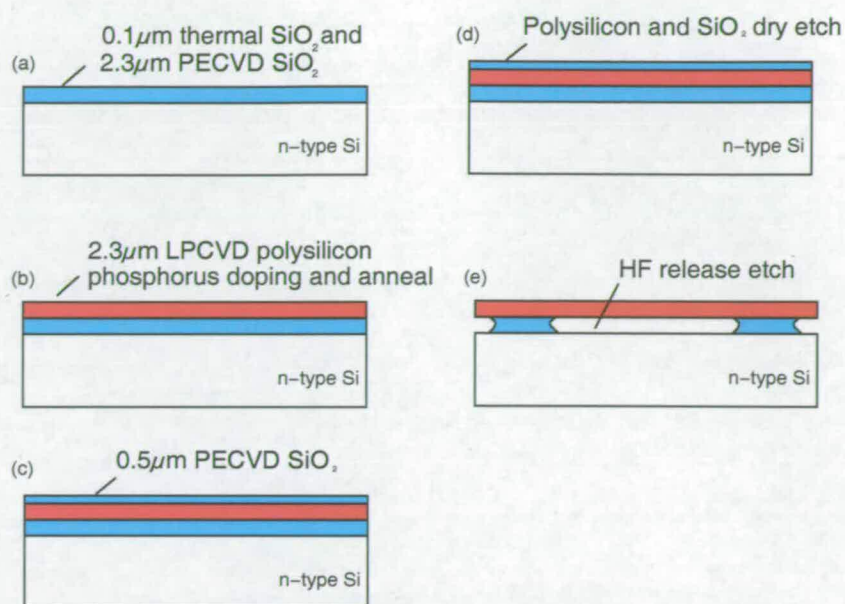 (a)
0.1μm thermal SiO₂ and
2.3μm PECVD SiO₂
n-type Si
(b)
2.3μm LPCVD polysilicon
phosphorus doping and anneal
n-type Si
(c)
0.5μm PECVD SiO₂
n-type Si
(d)
Polysilicon and SiO₂ dry etch
n-type Si
(e)
HF release etch
n-type Si